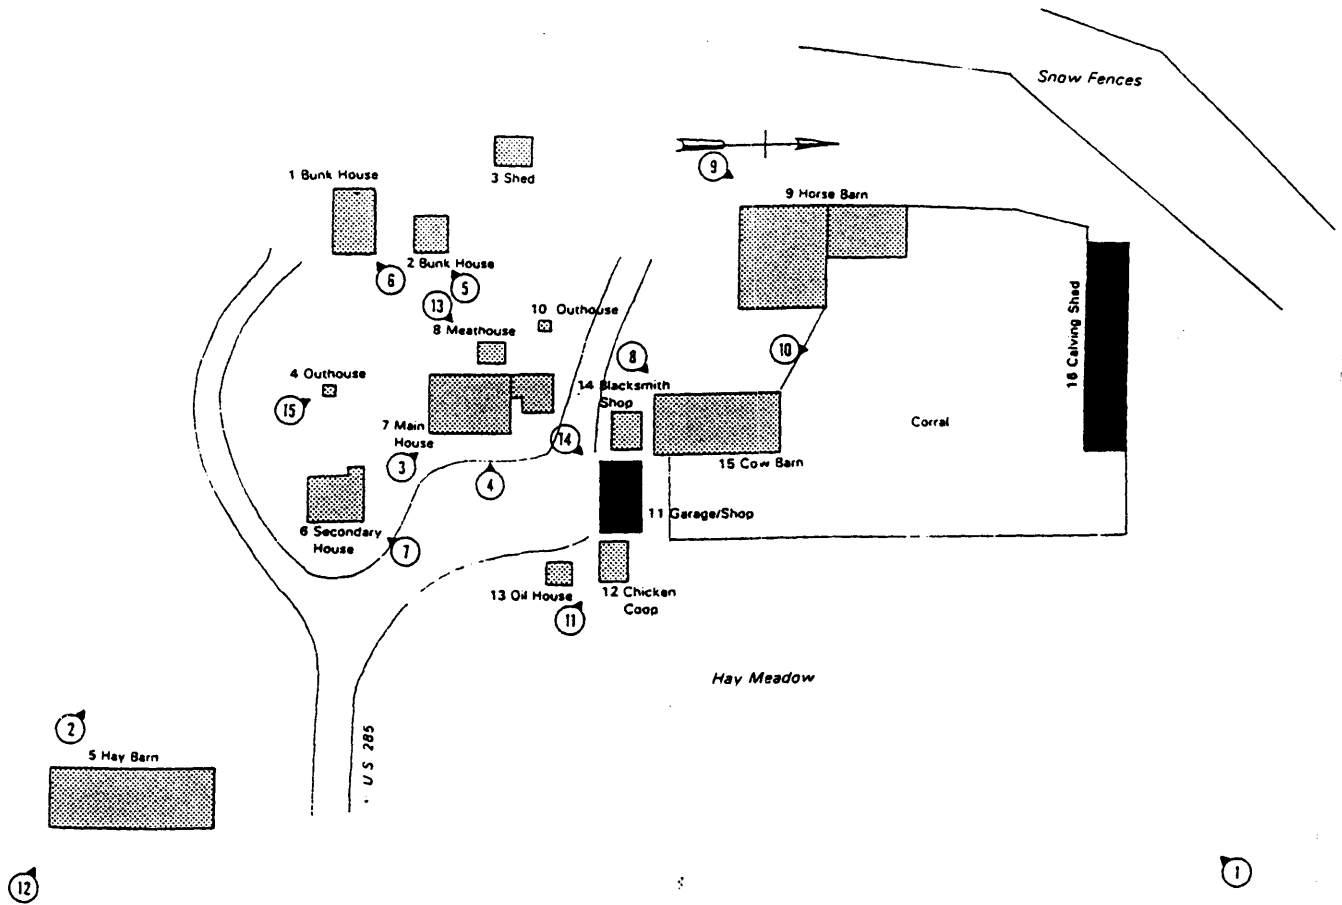 Snow Fences
9
1 Bunk House
3 Shed
9 Horse Barn
2 Bunk House
6
5
13
10 Outhouse
8 Meathouse
16 Calving Shed
8
10
4 Outhouse
14 Blacksmith
Shop
15
7 Main
House
14
Corral
3
15 Cow Barn
4
11 Garage/Shop
6 Secondary
House
7
13 Oil House
12 Chicken
Coop
11
Hay Meadow
2
US 285
5 Hay Barn
12
1